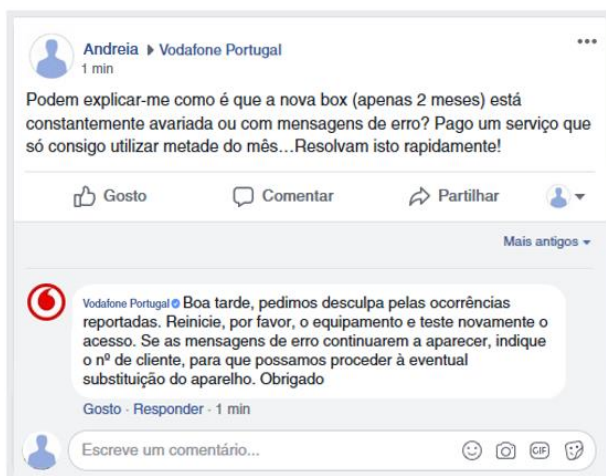 Andreia ▶ Vodafone Portugal
1 min
Podem explicar-me como é que a nova box (apenas 2 meses) está
constantemente avariada ou com mensagens de erro? Pago um serviço que
só consigo utilizar metade do mês...Resolvam isto rapidamente!
Gosto Comentar Partilhar
Mais antigos
Vodafone Portugal Boa tarde, pedimos desculpa pelas ocorrências
reportadas. Reinicie, por favor, o equipamento e teste novamente o
acesso. Se as mensagens de erro continuarem a aparecer, indique
o nº de cliente, para que possamos proceder à eventual
substituição do aparelho. Obrigado
Gosto · Responder · 1 min
Escreve um comentário... GIF